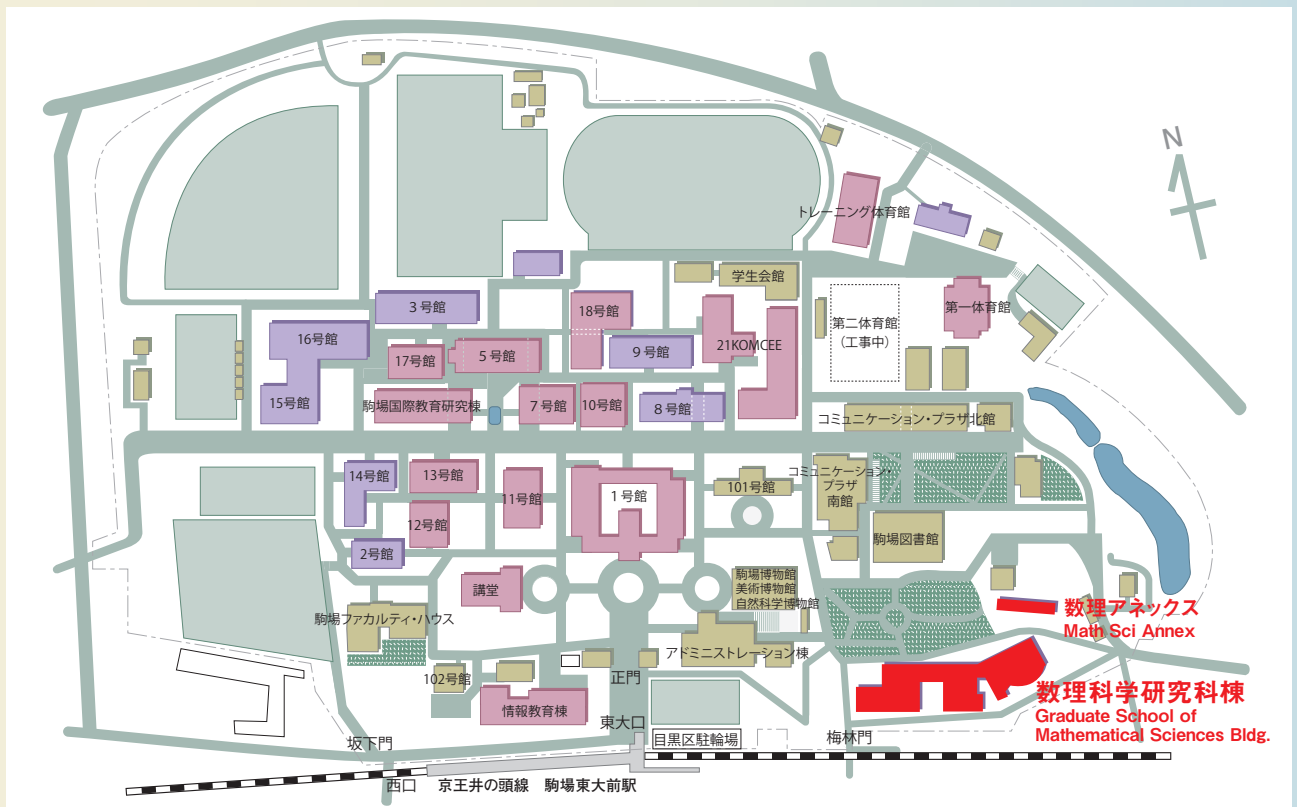 N
トレーニング体育館
学生会館
3号館
18号館
第二体育館
（工事中）
第一体育館
16号館
17号館
5号館
9号館
21KOMCEE
15号館
駒場国際教育研究棟
7号館
10号館
8号館
コミュニケーション・プラザ北館
14号館
13号館
11号館
1号館
101号館
コミュニケーション・
プラザ
南館
12号館
駒場図書館
2号館
講堂
駒場博物館
美術博物館
自然科学博物館
数理アネックス
Math Sci Annex
駒場ファカルティ・ハウス
アドミニストレーション棟
102号館
正門
数理科学研究科棟
Graduate School of
Mathematical Sciences Bldg.
情報教育棟
東大口
目黒区駐輪場
梅林門
坂下門
西口
京王井の頭線　駒場東大前駅